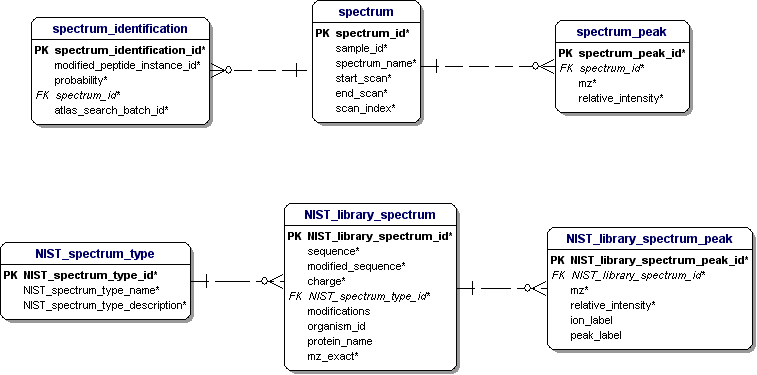 spectrum_identification
PK spectrum_identification_id*
modified_peptide_instance_id*
probability*
FK spectrum_id*
atlas_search_batch_id*
spectrum
PK spectrum_id*
sample_id*
spectrum_name*
start_scan*
end_scan*
scan_index*
spectrum_peak
PK spectrum_peak_id*
FK spectrum_id*
mz*
relative_intensity*
NIST_spectrum_type
PK NIST_spectrum_type_id*
NIST_spectrum_type_name*
NIST_spectrum_type_description*
NIST_library_spectrum
PK NIST_library_spectrum_id*
sequence*
modified_sequence*
charge*
FK NIST_spectrum_type_id*
modifications
organism_id
protein_name
mz_exact*
NIST_library_spectrum_peak
PK NIST_library_spectrum_peak_id*
FK NIST_library_spectrum_id*
mz*
relative_intensity*
ion_label
peak_label